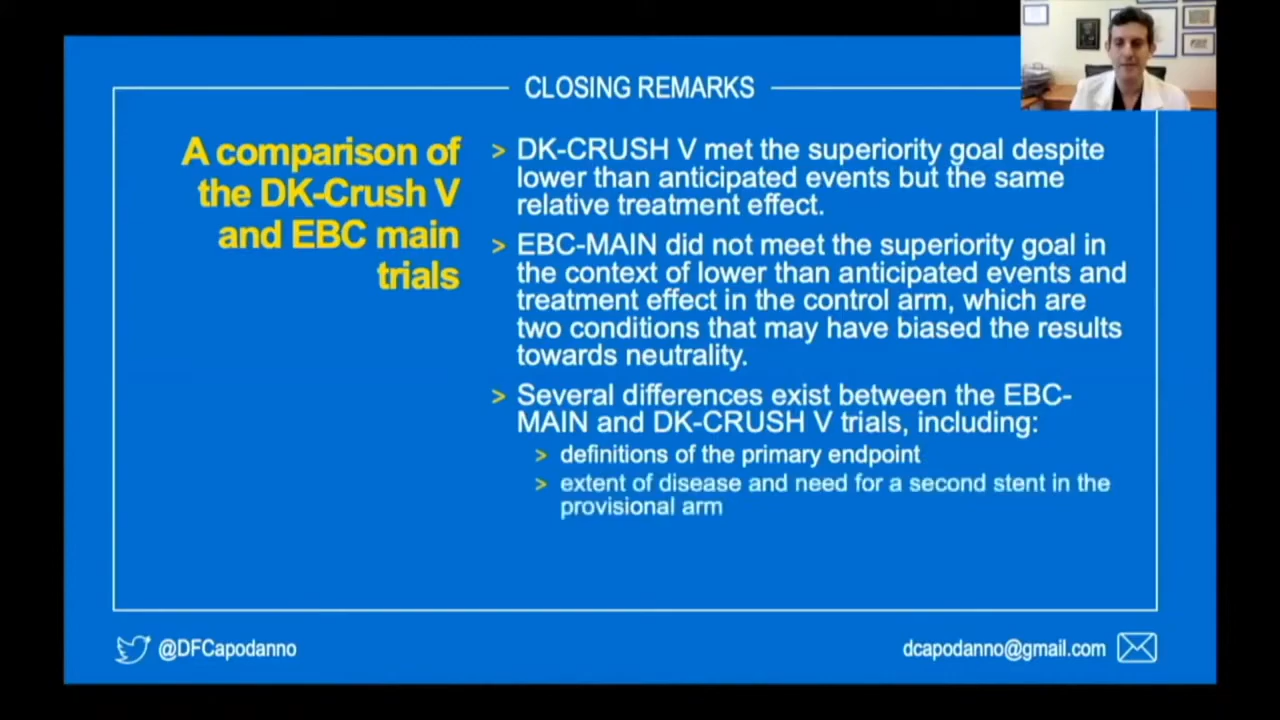 CLOSING REMARKS
A comparison of
the DK-Crush V
and EBC main
trials
> DK-CRUSH V met the superiority goal despite
lower than anticipated events but the same
relative treatment effect.
> EBC-MAIN did not meet the superiority goal in
the context of lower than anticipated events and
treatment effect in the control arm, which are
two conditions that may have biased the results
towards neutrality.
> Several differences exist between the EBC-
MAIN and DK-CRUSH V trials, including:
> definitions of the primary endpoint
> extent of disease and need for a second stent in the
provisional arm
@DFCapodanno
dcapodanno@gmail.com